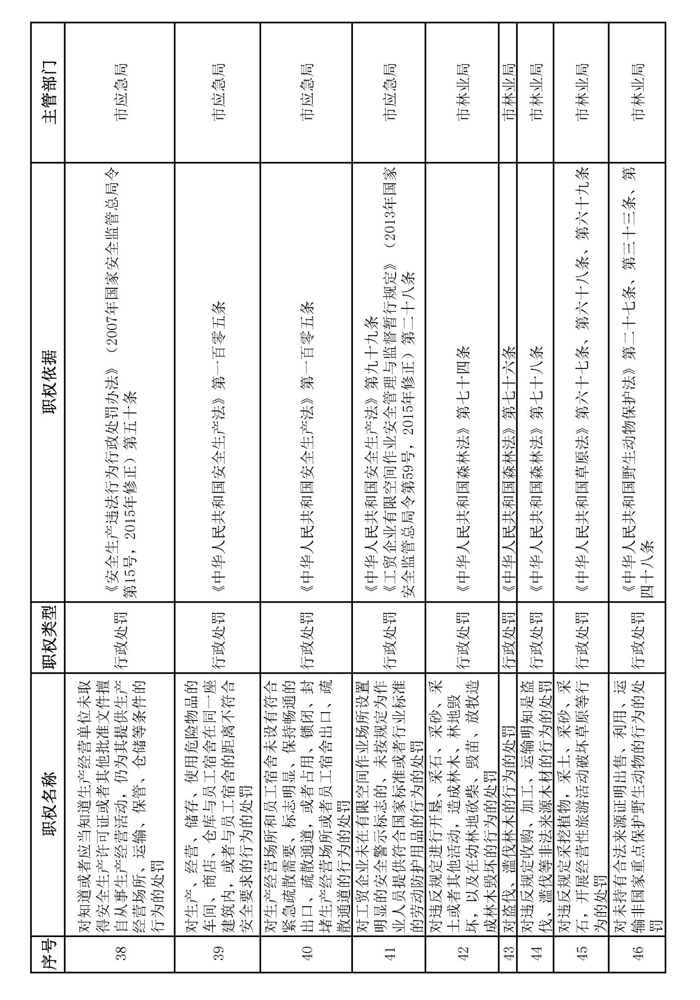 序号
职权名称
职权类型
职权依据
主管部门
38
对知道或者应当知道生产经营单位未取
得安全生产许可证或者其他批准文件擅
自从事生产经营活动，仍为其提供生产
经营场所、运输、保管、仓储等条件的
行为的处罚
行政处罚
《安全生产违法行为行政处罚办法》（2007年国家安全监管总局令
第15号，2015年修正）第五十条
市应急局
39
对生产、经营、储存、使用危险物品的
车间、商店、仓库与员工宿舍在同一座
建筑内，或者与员工宿舍的距离不符合
安全要求的行为的处罚
行政处罚
《中华人民共和国安全生产法》第一百零五条
市应急局
40
对生产经营场所和员工宿舍未设有符合
紧急疏散需要、标志明显、保持畅通的
出口、疏散通道，或者占用、锁闭、封
堵生产经营场所或者员工宿舍出口、疏
散通道的行为的处罚
行政处罚
《中华人民共和国安全生产法》第一百零五条
市应急局
41
对工贸企业未在有限空间作业场所设置
明显的安全警示标志的、未按规定为作
业人员提供符合国家标准或者行业标准
的劳动防护用品的行为的处罚
行政处罚
《中华人民共和国安全生产法》第九十九条
《工贸企业有限空间作业安全管理与监督暂行规定》（2013年国家
安全监管总局令第59号，2015年修正）第二十八条
市应急局
42
对违反规定进行开垦、采石、采砂、采
土或者其他活动，造成林木、林地毁
坏，以及在幼林地砍柴、毁苗、放牧造
成林木毁坏的行为的处罚
行政处罚
《中华人民共和国森林法》第七十四条
市林业局
43
对盗伐、滥伐林木的行为的处罚
行政处罚
《中华人民共和国森林法》第七十六条
市林业局
44
对违反规定收购、加工、运输明知是盗
伐、滥伐等非法来源木材的行为的处罚
行政处罚
《中华人民共和国森林法》第七十八条
市林业局
45
对违反规定采挖植物，采土、采砂、采
石，开展经营性旅游活动破坏草原等行
为的处罚
行政处罚
《中华人民共和国草原法》第六十七条、第六十八条、第六十九条
市林业局
46
对未持有合法来源证明出售、利用、运
输非国家重点保护野生动物的行为的处
罚
行政处罚
《中华人民共和国野生动物保护法》第二十七条、第三十三条、第
四十八条
市林业局